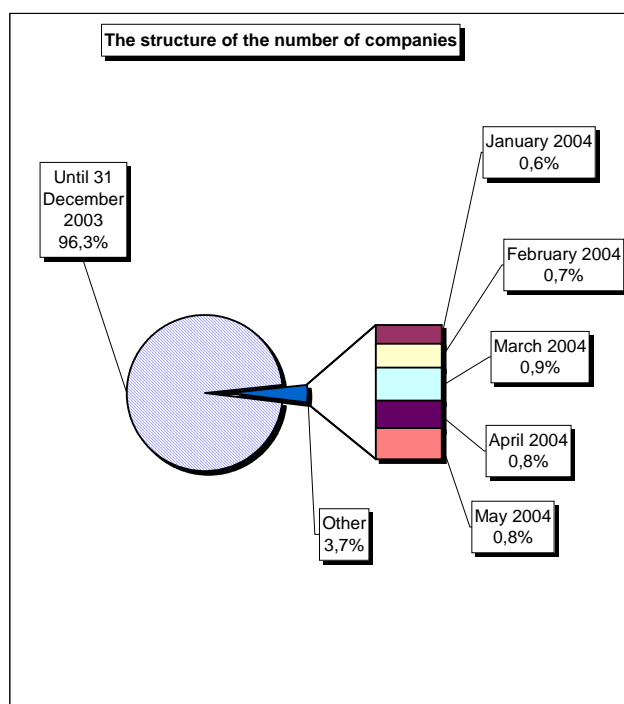 The structure of the number of companies
January 2004
0,6%
Until 31
December
2003
96,3%
February 2004
0,7%
March 2004
0,9%
April 2004
0,8%
May 2004
0,8%
Other
3,7%